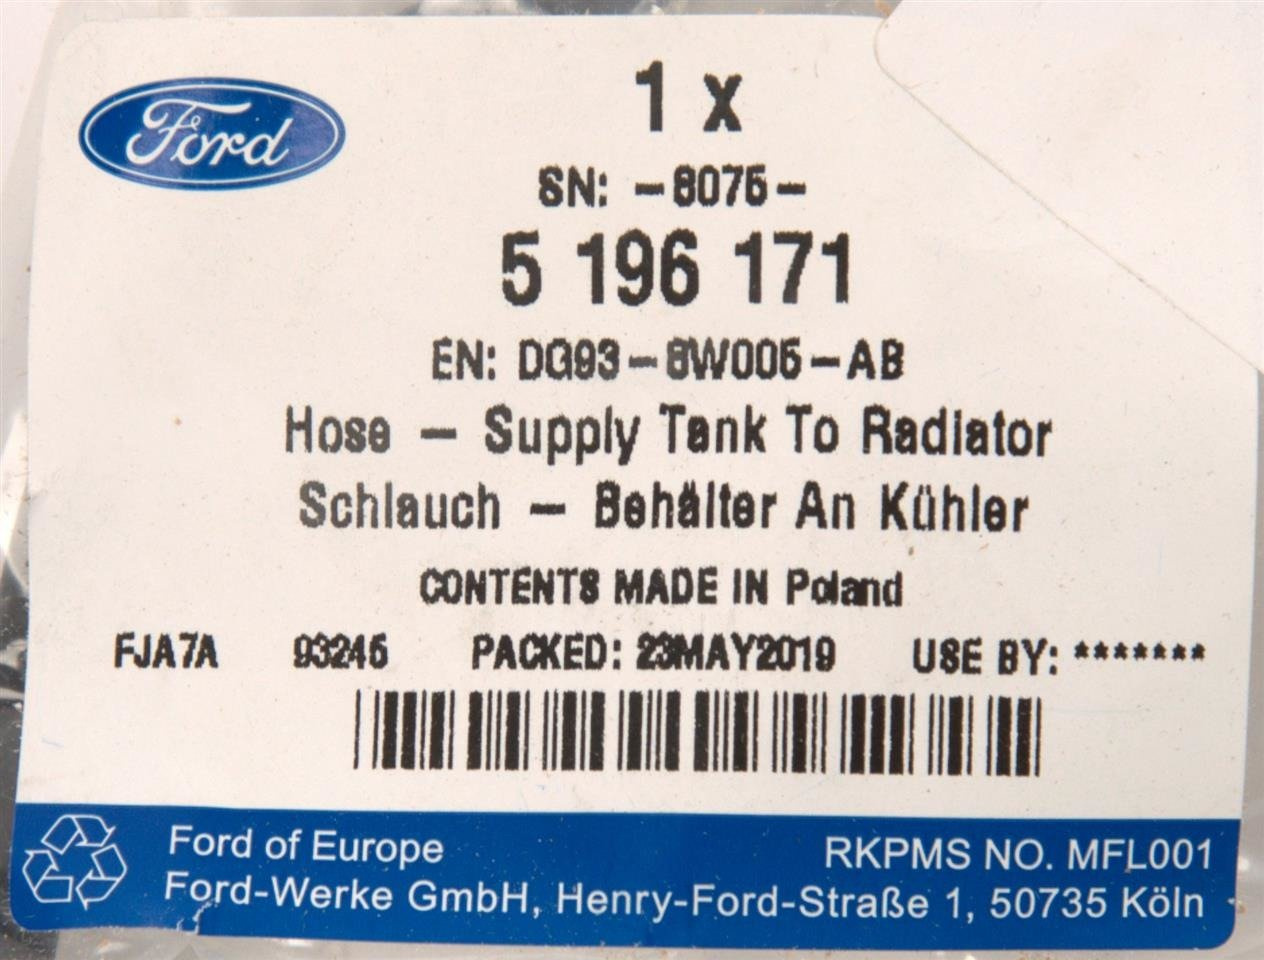 Ford
1 x
SN: -8075-
5 196 171
EN: DG93-8W005-AB
Hose - Supply Tank To Radiator
Schlauch - Behälter An Kühler
CONTENTS MADE IN Poland
FJA7A 93245 PACKED: 23MAY2019 USE BY: *******
Ford of Europe
RKPMS NO. MFL001
Ford-Werke GmbH, Henry-Ford-Straße 1, 50735 Köln